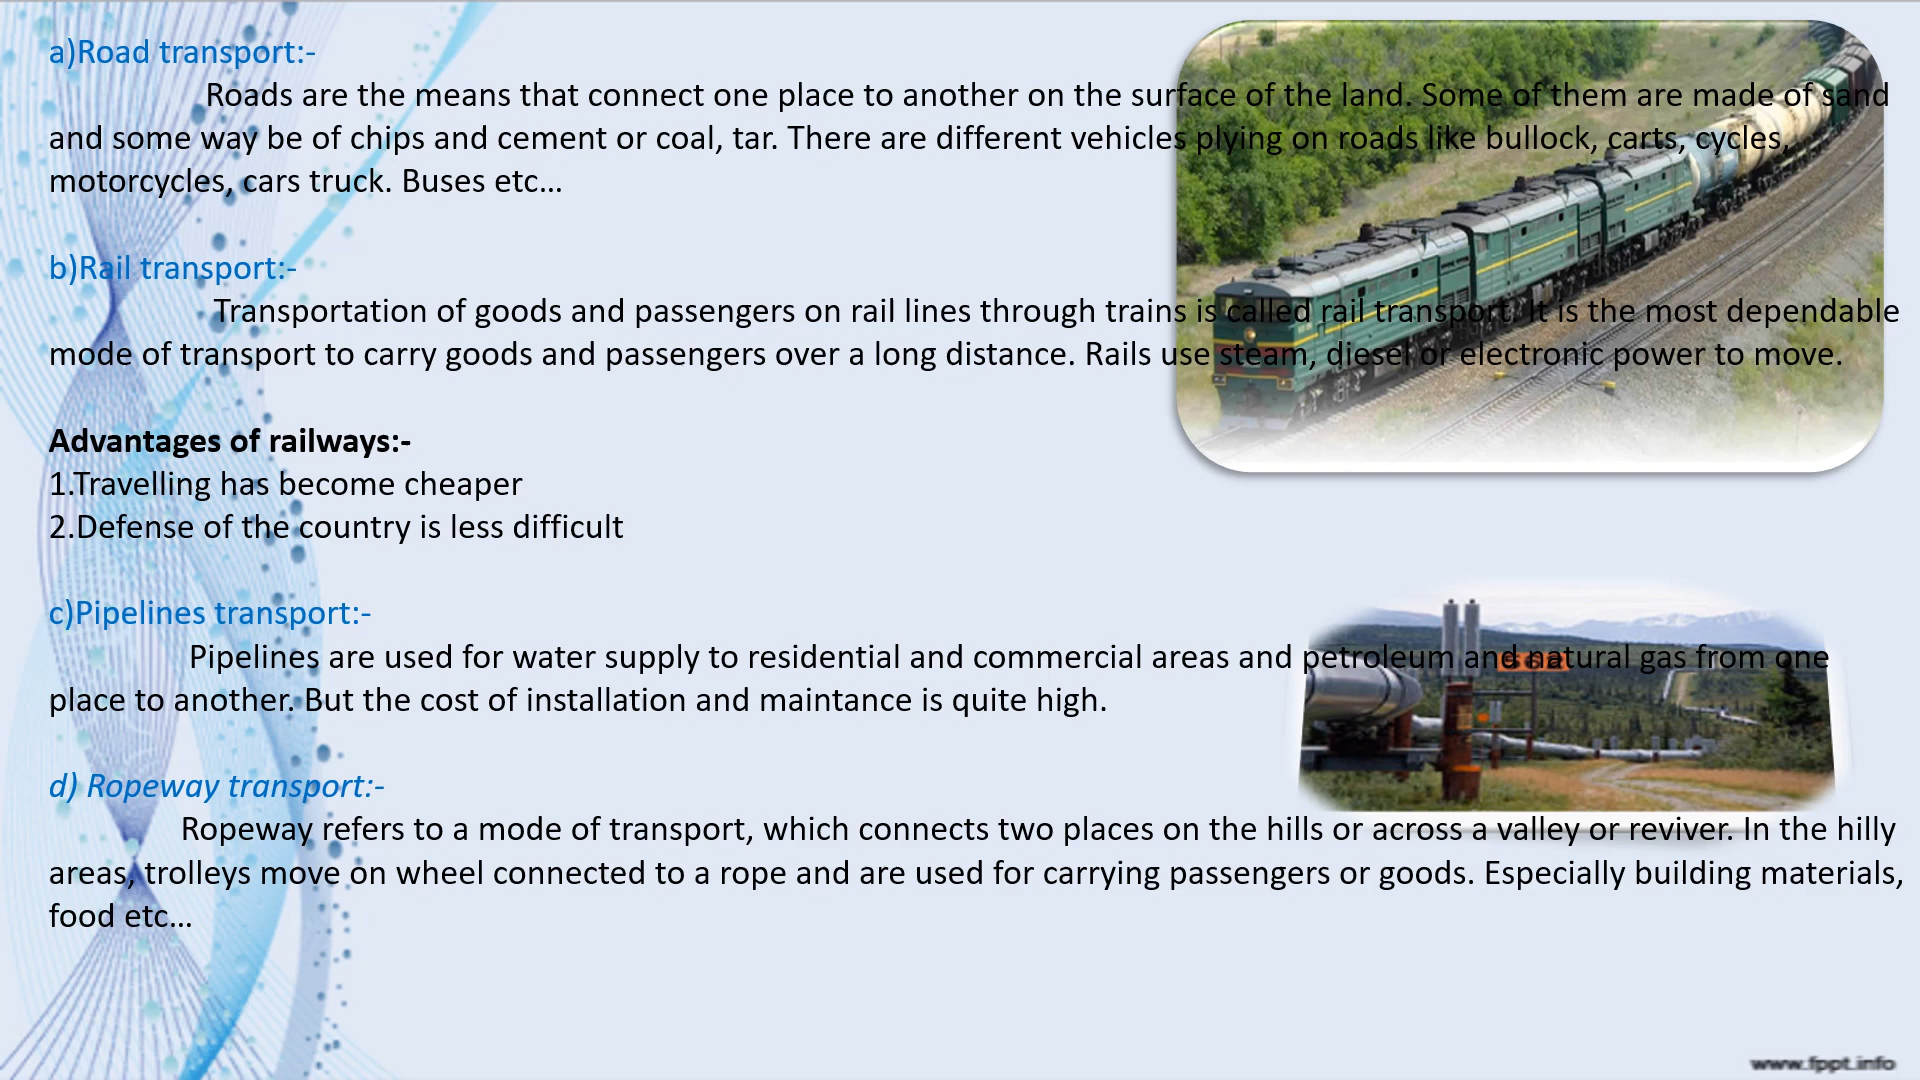 a)Road transport:-
Roads are the means that connect one place to another on the surface of the land. Some of them are made of sand
and some way be of chips and cement or coal, tar. There are different vehicles plying on roads like bullock, carts, cycles,
motorcycles, cars truck. Buses etc…
b)Rail transport:-
Transportation of goods and passengers on rail lines through trains is called rail transport. It is the most dependable
mode of transport to carry goods and passengers over a long distance. Rails use steam, diesel or electronic power to move.
Advantages of railways:-
1.Travelling has become cheaper
2.Defense of the country is less difficult
c)Pipelines transport:-
Pipelines are used for water supply to residential and commercial areas and petroleum and natural gas from one
place to another. But the cost of installation and maintance is quite high.
d) Ropeway transport:-
Ropeway refers to a mode of transport, which connects two places on the hills or across a valley or reviver. In the hilly
areas, trolleys move on wheel connected to a rope and are used for carrying passengers or goods. Especially building materials,
food etc…
www.fppt.info